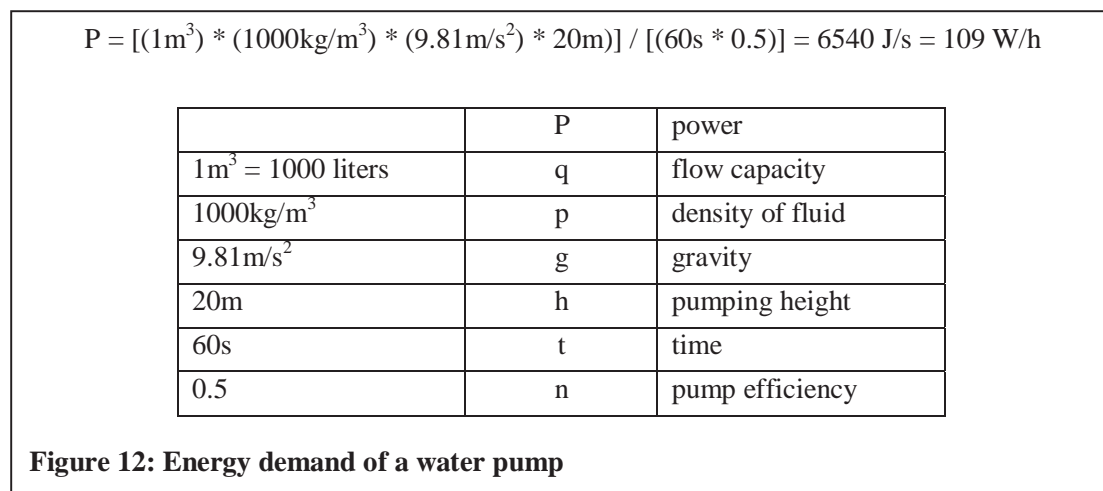 P = [(1m³) * (1000kg/m³) * (9.81m/s²) * 20m)] / [(60s * 0.5)] = 6540 J/s = 109 W/h
P power
1m³ = 1000 liters q flow capacity
1000kg/m³ p density of fluid
9.81m/s² g gravity
20m h pumping height
60s t time
0.5 n pump efficiency
Figure 12: Energy demand of a water pump